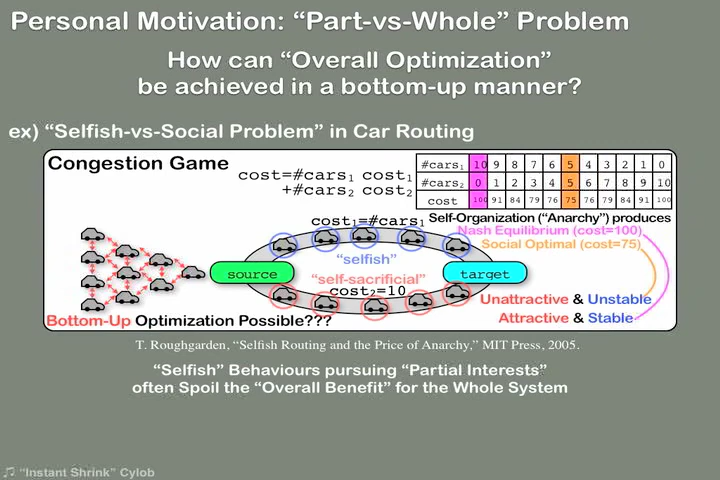 Personal Motivation: “Part-vs-Whole” Problem
How can “Overall Optimization”
be achieved in a bottom-up manner?
ex) “Selfish-vs-Social Problem” in Car Routing
Congestion Game
cost=#cars₁ cost₁
+#cars₂ cost₂
#cars₁ 10 9 8 7 6 5 4 3 2 1 0
#cars₂ 0 1 2 3 4 5 6 7 8 9 10
cost 100 91 84 79 76 75 76 79 84 91 100
cost₁=#cars₁
Self-Organization (“Anarchy”) produces
Nash Equilibrium (cost=100)
Social Optimal (cost=75)
“selfish”
source
“self-sacrificial”
target
cost₂=10
Unattractive & Unstable
Attractive & Stable
Bottom-Up Optimization Possible???
T. Roughgarden, “Selfish Routing and the Price of Anarchy,” MIT Press, 2005.
“Selfish” Behaviours pursuing “Partial Interests”
often Spoil the “Overall Benefit” for the Whole System
♫ “Instant Shrink” Cylob